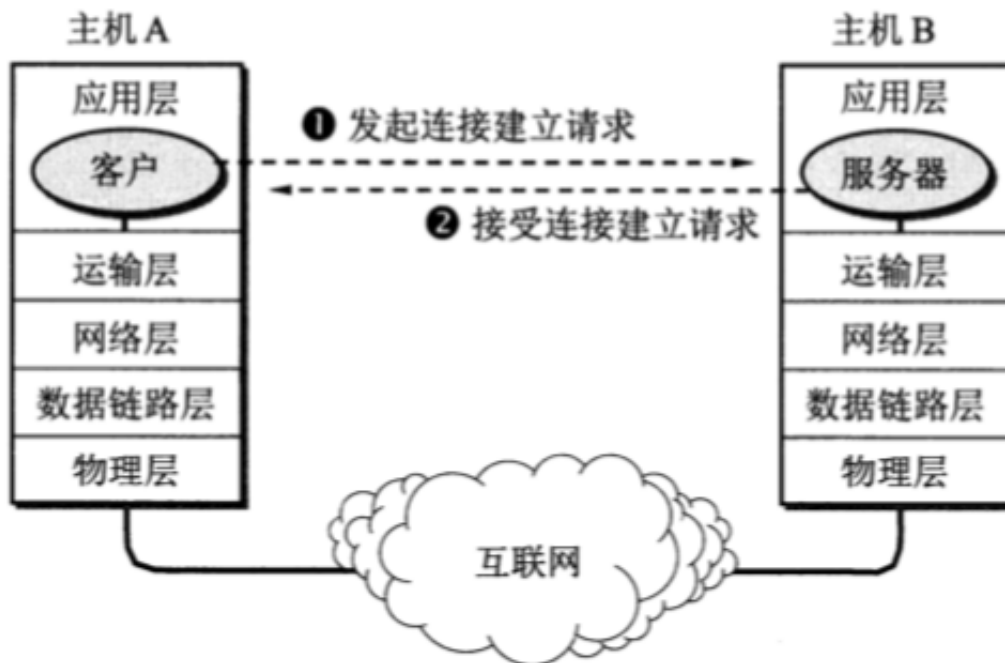 主机 A
主机 B
应用层
客户
运输层
网络层
数据链路层
物理层
❶ 发起连接建立请求
❷ 接受连接建立请求
应用层
服务器
运输层
网络层
数据链路层
物理层
互联网